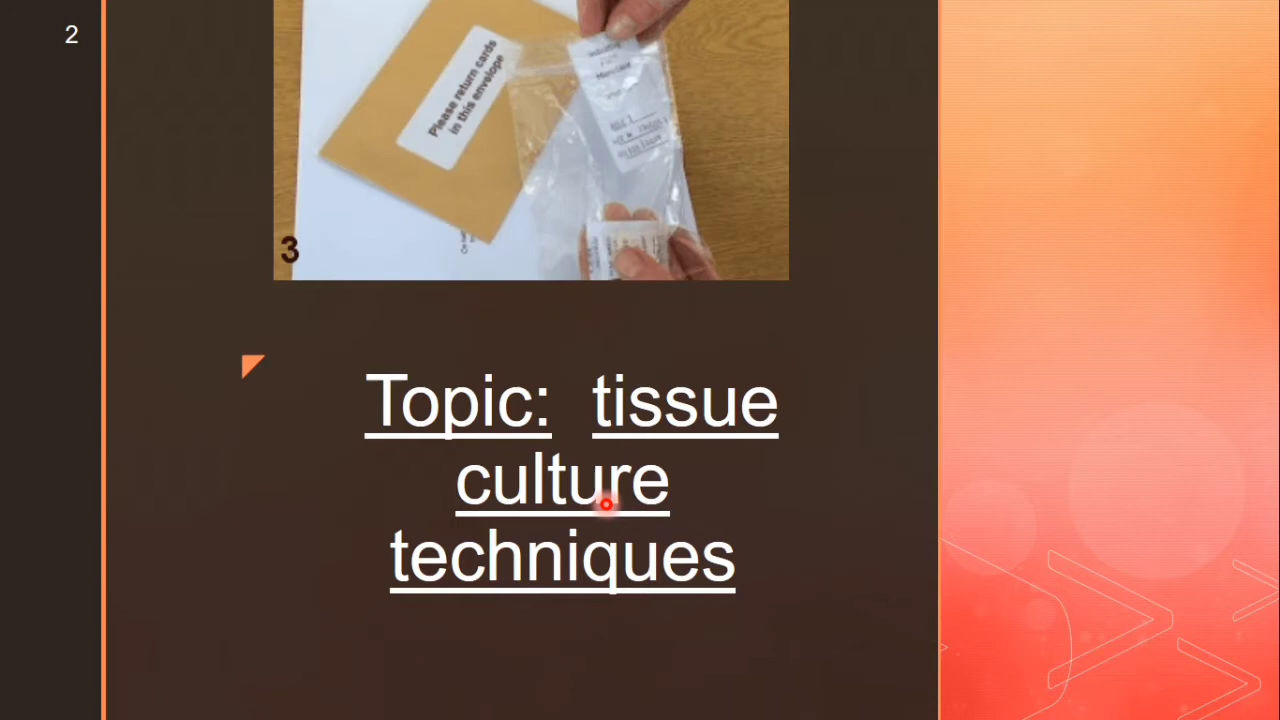 2
Please return cards
in this envelope
3
Topic: tissue
culture
techniques